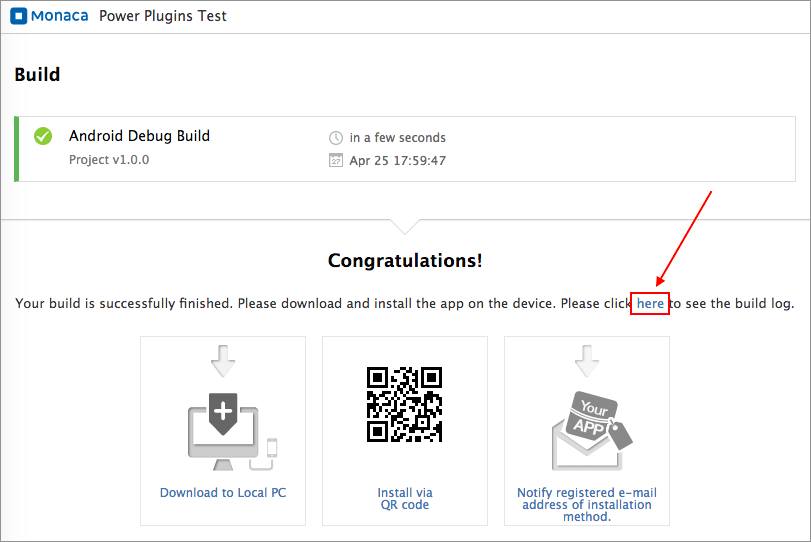 Monaca Power Plugins Test
Build
Android Debug Build
in a few seconds
Project v1.0.0
27
Apr 25 17:59:47
Congratulations!
Your build is successfully finished. Please download and install the app on the device. Please click here to see the build log.
Your
APP
Download to Local PC
Install via
QR code
Notify registered e-mail
address of installation
method.